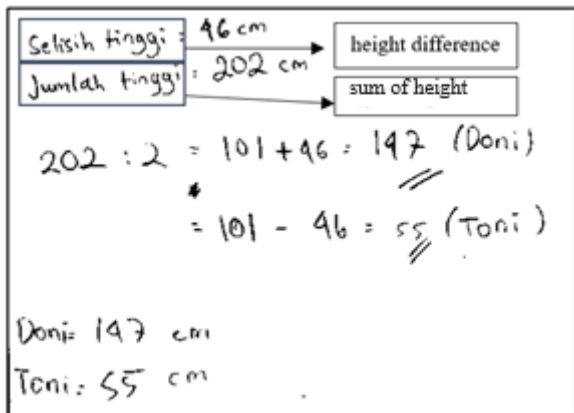 Selisih tinggi : 46 cm
height difference
Jumlah tinggi : 202 cm
sum of height
202 : 2 = 101 + 46 = 147 (Doni)
= 101 - 46 = 55 (Toni)
Doni = 147 cm
Toni = 55 cm